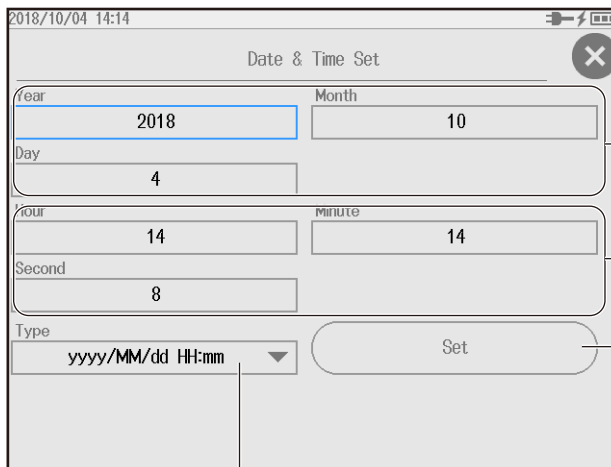 2018/10/04 14:14
Date & Time Set
Year Month
2018 10
Day
4
Hour Minute
14 14
Second
8
Type
yyyy/MM/dd HH:mm Set